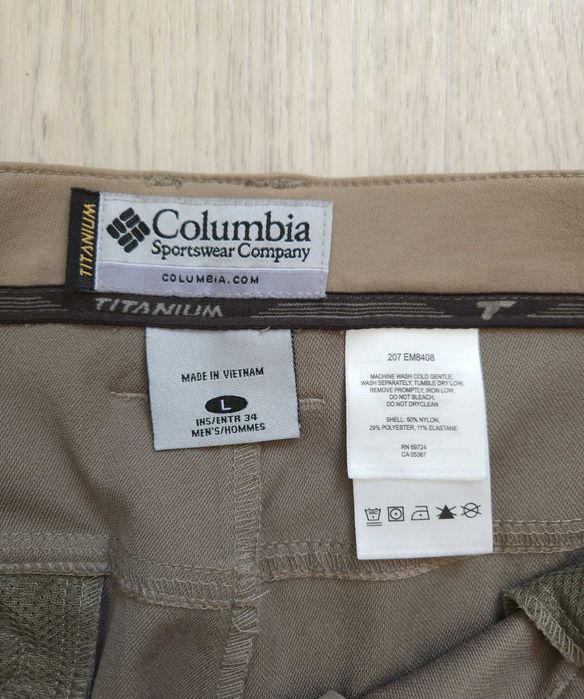 TITANIUM
Columbia
Sportswear Company
COLUMBIA.COM
TITANIUM
T
MADE IN VIETNAM
L
INS/ENTR 34
MEN'S/HOMMES
207 EM8408
MACHINE WASH COLD GENTLE,
WASH SEPARATELY, TUMBLE DRY LOW,
REMOVE PROMPTLY, IRON LOW,
DO NOT BLEACH,
DO NOT DRYCLEAN
SHELL: 60% NYLON,
29% POLYESTER, 11% ELASTANE
RN 69724
CA 05367